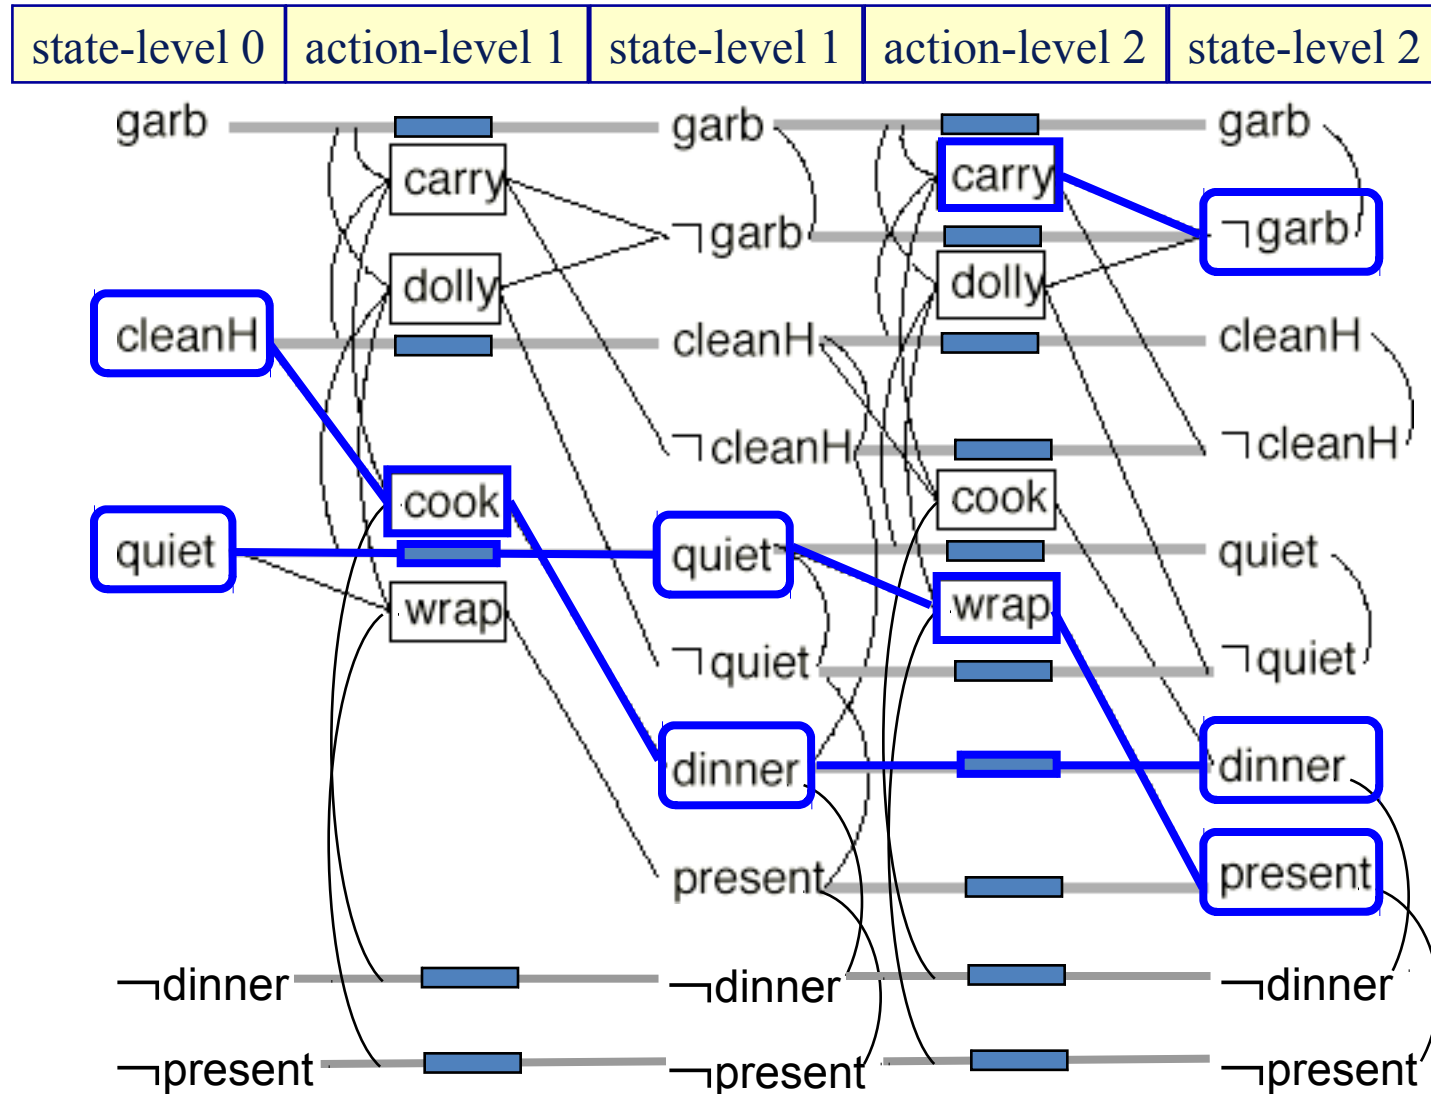 state-level 0 action-level 1 state-level 1 action-level 2 state-level 2
garb garb garb
carry carry
¬garb ¬garb
dolly dolly
cleanH cleanH cleanH
¬cleanH ¬cleanH
cook cook
quiet quiet quiet
wrap wrap
¬quiet ¬quiet
dinner dinner
present present
¬dinner ¬dinner ¬dinner
¬present ¬present ¬present